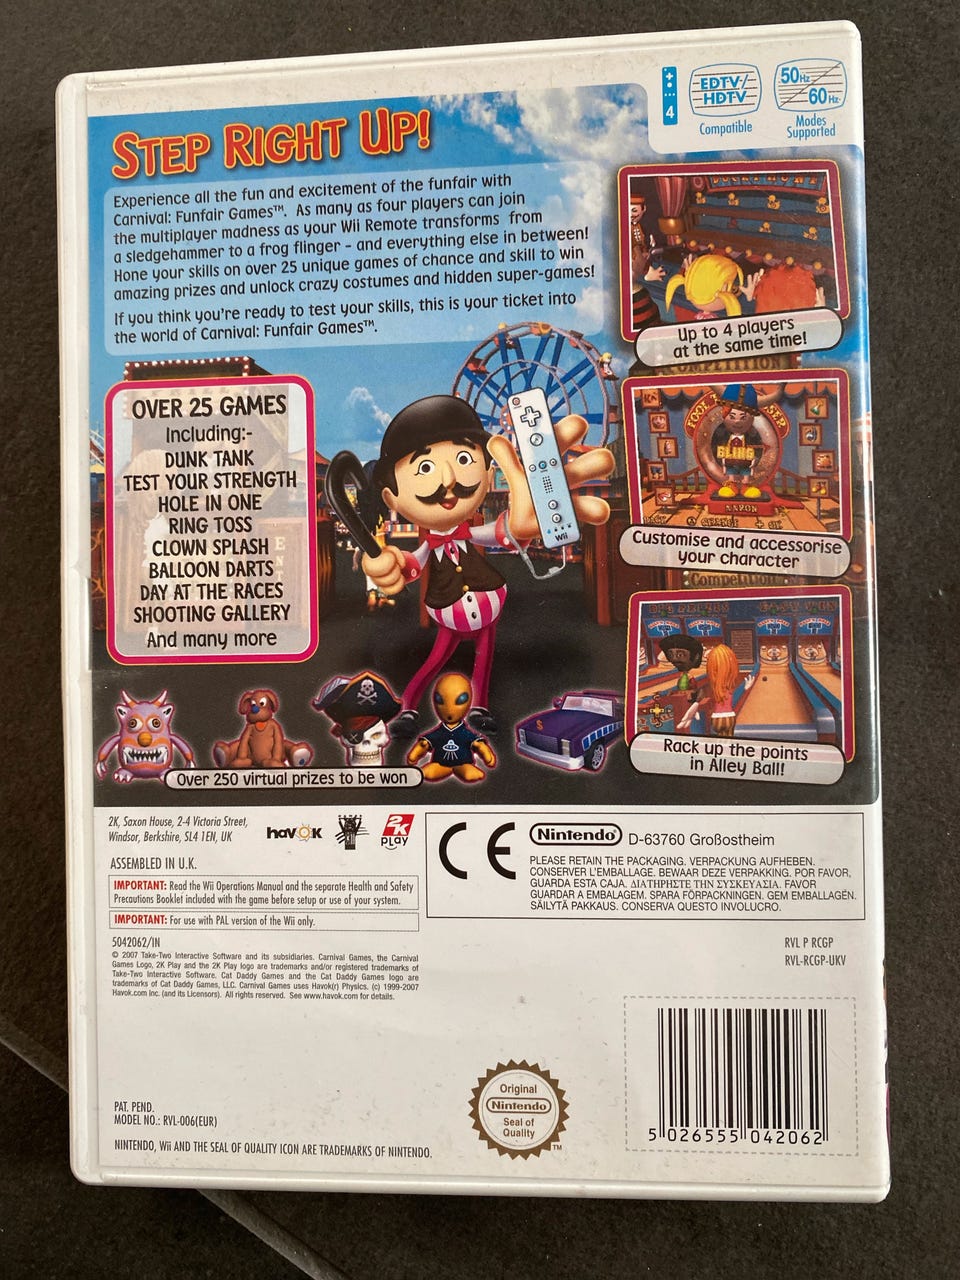 4
EDTV/
HDTV
Compatible
50Hz
60Hz
Modes
Supported
STEP RIGHT UP!
Experience all the fun and excitement of the funfair with
Carnival: Funfair Games™. As many as four players can join
the multiplayer madness as your Wii Remote transforms from
a sledgehammer to a frog flinger - and everything else in between!
Hone your skills on over 25 unique games of chance and skill to win
amazing prizes and unlock crazy costumes and hidden super-games!
If you think you're ready to test your skills, this is your ticket into
the world of Carnival: Funfair Games™.
Up to 4 players
at the same time!
OVER 25 GAMES
Including:-
DUNK TANK
TEST YOUR STRENGTH
HOLE IN ONE
RING TOSS
CLOWN SPLASH
BALLOON DARTS
DAY AT THE RACES
SHOOTING GALLERY
And many more
Wii
BLING
AARON
Customise and accessorise
your character
Competition
Rack up the points
in Alley Ball!
Over 250 virtual prizes to be won
2K, Saxon House, 2-4 Victoria Street,
Windsor, Berkshire, SL4 1EN, UK
havok
2K
PLAY
ASSEMBLED IN U.K.
IMPORTANT: Read the Wii Operations Manual and the separate Health and Safety
Precautions Booklet included with the game before setup or use of your system.
IMPORTANT: For use with PAL version of the Wii only.
CE
Nintendo® D-63760 Großostheim
PLEASE RETAIN THE PACKAGING. VERPACKUNG AUFHEBEN.
CONSERVER L'EMBALLAGE. BEWAAR DEZE VERPAKKING. POR FAVOR,
GUARDA ESTA CAJA. ΔΙΑΤΗΡΗΣΤΕ ΤΗΝ ΣΥΣΚΕΥΑΣΙΑ. FAVOR
GUARDAR A EMBALAGEM. SPARA FÖRPACKNINGEN. GEM EMBALLAGEN.
SÄILYTÄ PAKKAUS. CONSERVA QUESTO INVOLUCRO.
5042062/IN
© 2007 Take-Two Interactive Software and its subsidiaries. Carnival Games, the Carnival
Games Logo, 2K Play and the 2K Play logo are trademarks and/or registered trademarks of
Take-Two Interactive Software. Cat Daddy Games and the Cat Daddy Games logo are
trademarks of Cat Daddy Games, LLC. Carnival Games uses Havok(r) Physics. (c) 1999-2007
Havok.com Inc. (and its Licensors). All rights reserved. See www.havok.com for details.
RVL P RCGP
RVL-RCGP-UKV
PAT. PEND.
MODEL NO.: RVL-006(EUR)
NINTENDO, Wii AND THE SEAL OF QUALITY ICON ARE TRADEMARKS OF NINTENDO.
Original
Nintendo®
Seal of
Quality
TM
5 026555 042062